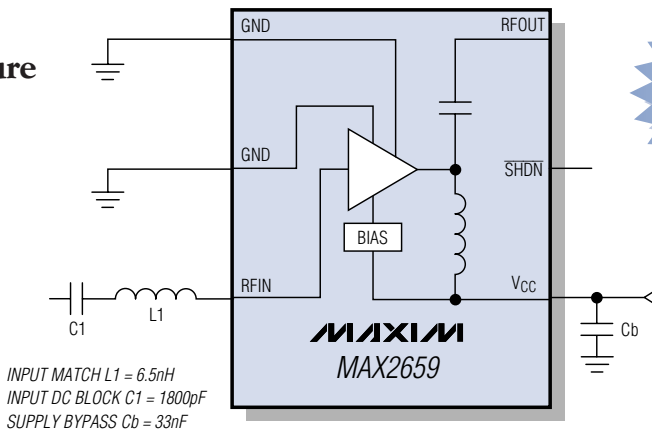 ure
GND
RFOUT
GND
SHDN
BIAS
RFIN
VCC
C1
L1
Cb
MAXIM
MAX2659
INPUT MATCH L1 = 6.5nH
INPUT DC BLOCK C1 = 1800pF
SUPPLY BYPASS Cb = 33nF